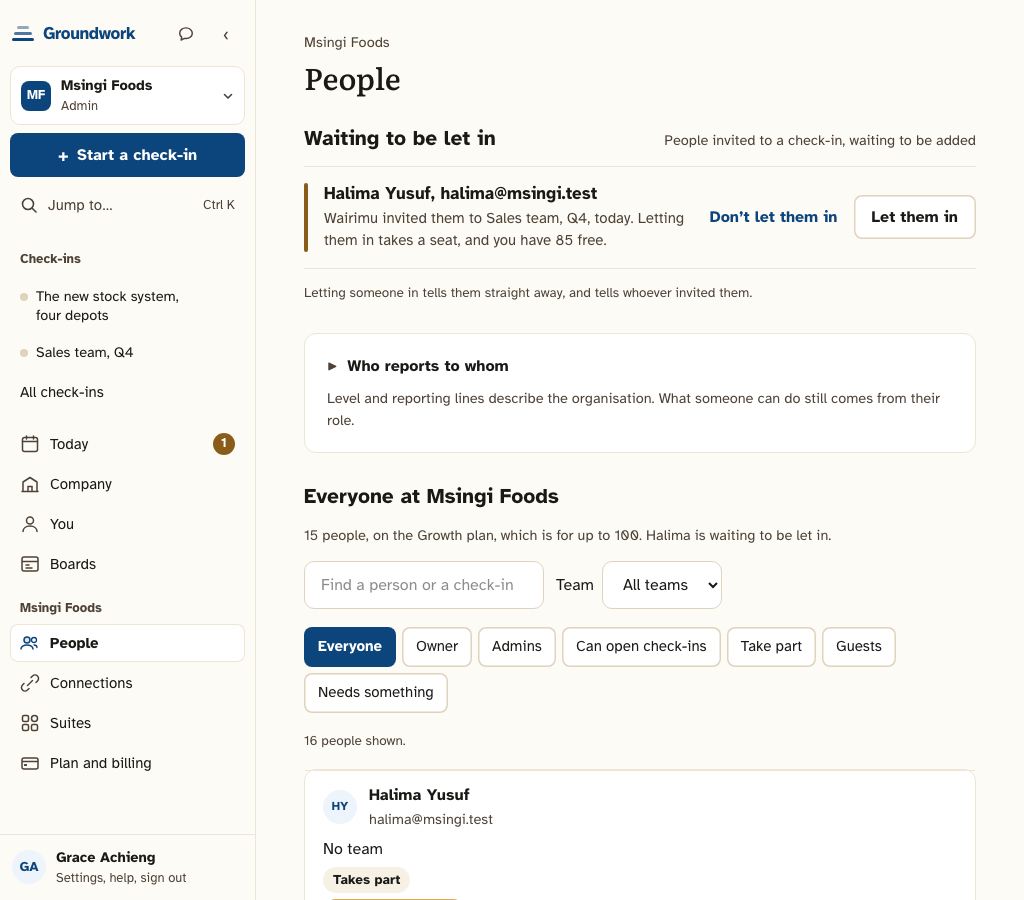 Groundwork
MF
Msingi Foods
Admin
+ Start a check-in
Jump to...
Ctrl K
Check-ins
The new stock system,
four depots
Sales team, Q4
All check-ins
Today
1
Company
You
Boards
Msingi Foods
People
Connections
Suites
Plan and billing
GA
Grace Achieng
Settings, help, sign out
Msingi Foods
People
Waiting to be let in
People invited to a check-in, waiting to be added
Halima Yusuf, halima@msingi.test
Wairimu invited them to Sales team, Q4, today. Letting
them in takes a seat, and you have 85 free.
Don’t let them in
Let them in
Letting someone in tells them straight away, and tells whoever invited them.
Who reports to whom
Level and reporting lines describe the organisation. What someone can do still comes from their
role.
Everyone at Msingi Foods
15 people, on the Growth plan, which is for up to 100. Halima is waiting to be let in.
Find a person or a check-in
Team
All teams
Everyone
Owner
Admins
Can open check-ins
Take part
Guests
Needs something
16 people shown.
HY
Halima Yusuf
halima@msingi.test
No team
Takes part